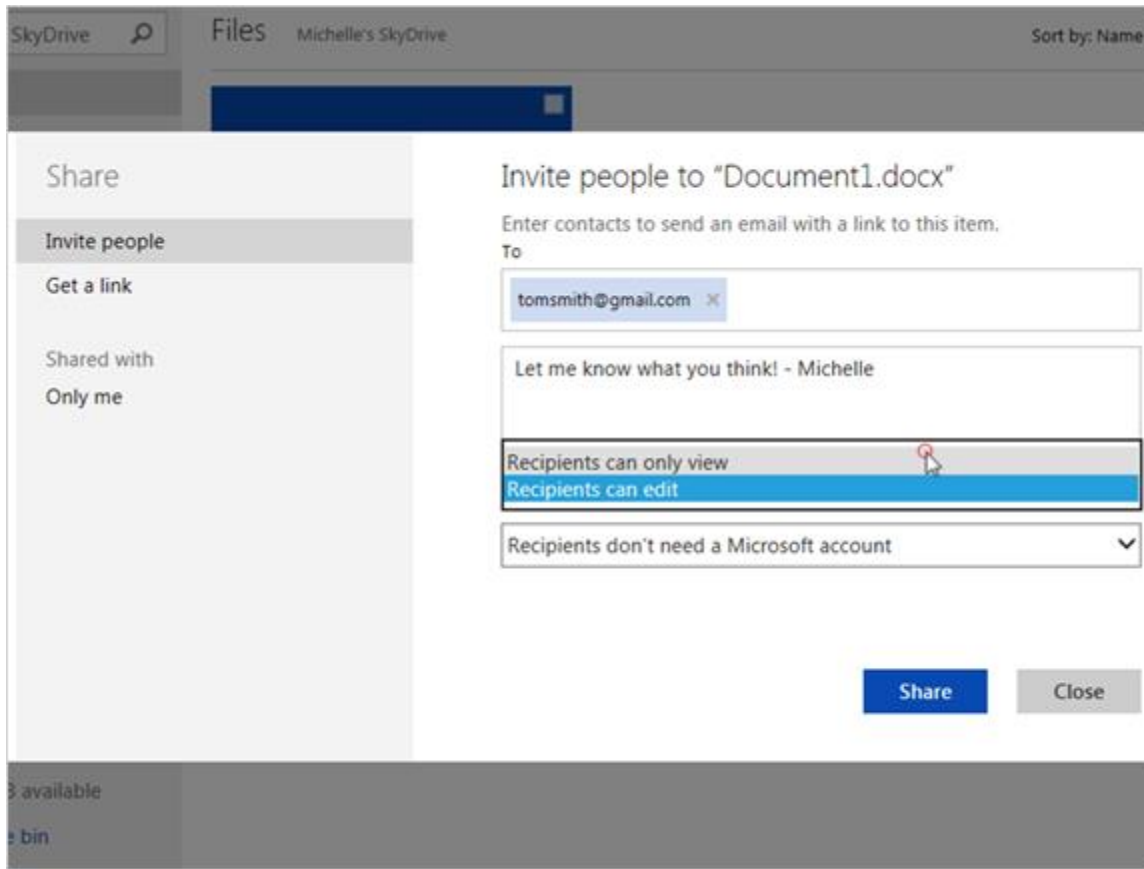 SkyDrive
Files Michelle's SkyDrive
Sort by: Name
Share
Invite people
Get a link
Shared with
Only me
Invite people to “Document1.docx”
Enter contacts to send an email with a link to this item.
To
tomsmith@gmail.com
Let me know what you think! - Michelle
Recipients can only view
Recipients can edit
Recipients don't need a Microsoft account
Share
Close
available
bin